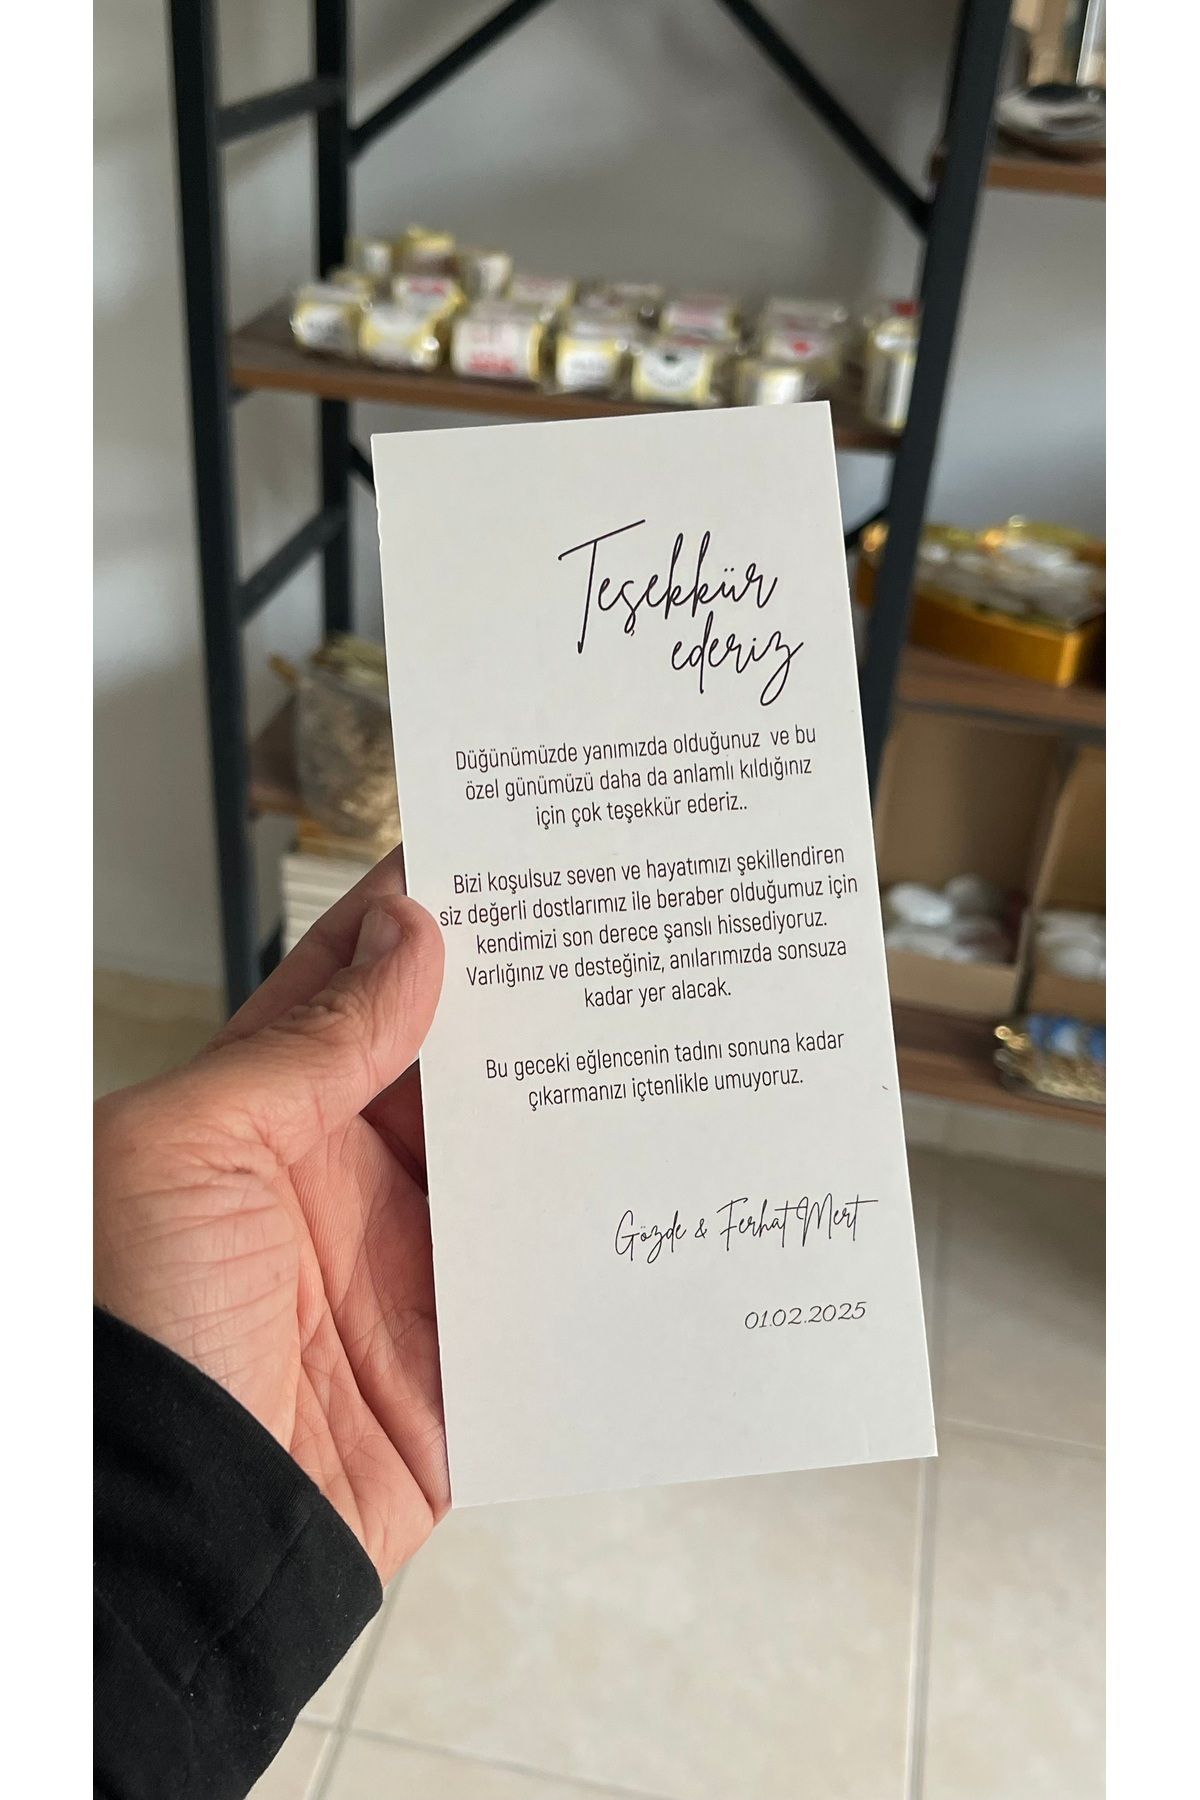 Teşekkür
ederiz
Düğünümüzde yanımızda olduğunuz ve bu
özel günümüzü daha da anlamlı kıldığınız
için çok teşekkür ederiz..
Bizi koşulsuz seven ve hayatımızı şekillendiren
siz değerli dostlarımız ile beraber olduğumuz için
kendimizi son derece şanslı hissediyoruz.
Varlığınız ve desteğiniz, anılarımızda sonsuza
kadar yer alacak.
Bu geceki eğlencenin tadını sonuna kadar
çıkarmanızı içtenlikle umuyoruz.
Gözde & Ferhat Mert
01.02.2025